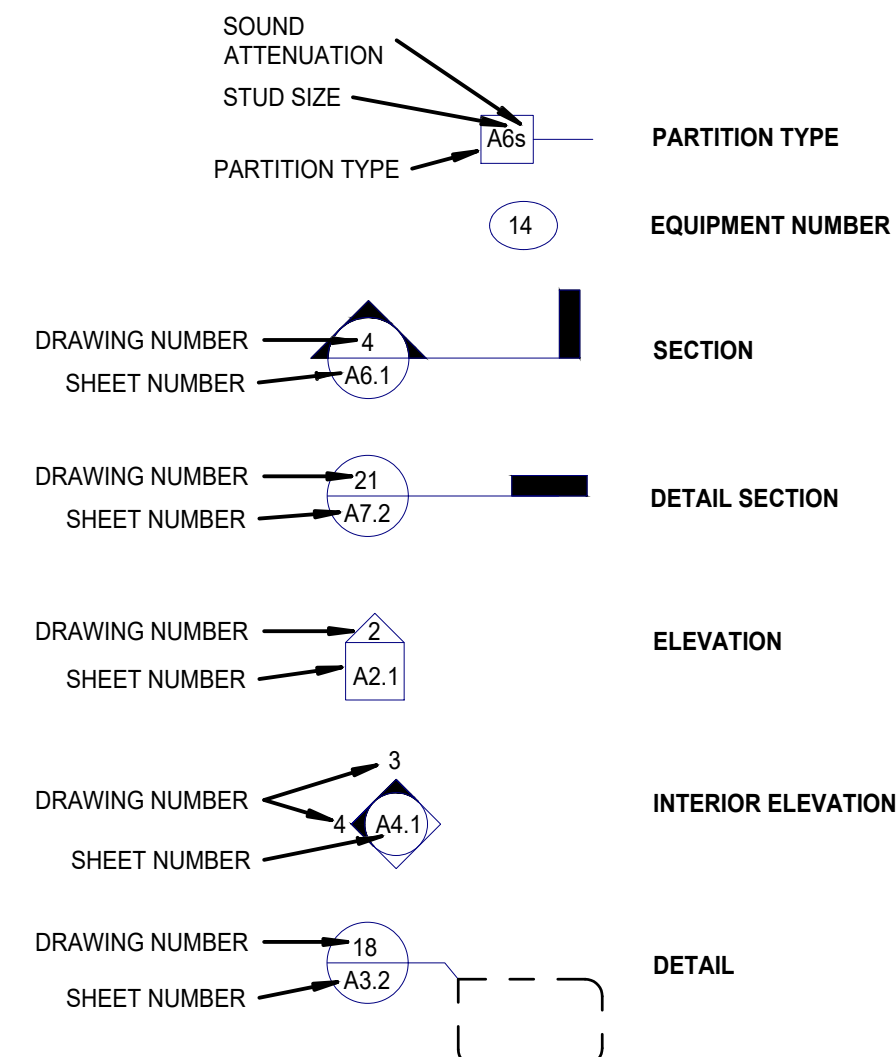 SOUND
ATTENUATION
STUD SIZE
A6s
PARTITION TYPE
PARTITION TYPE
14
EQUIPMENT NUMBER
DRAWING NUMBER
4
SECTION
SHEET NUMBER
A6.1
DRAWING NUMBER
21
DETAIL SECTION
SHEET NUMBER
A7.2
DRAWING NUMBER
2
ELEVATION
SHEET NUMBER
A2.1
3
DRAWING NUMBER
INTERIOR ELEVATION
4
A4.1
SHEET NUMBER
DRAWING NUMBER
18
DETAIL
SHEET NUMBER
A3.2